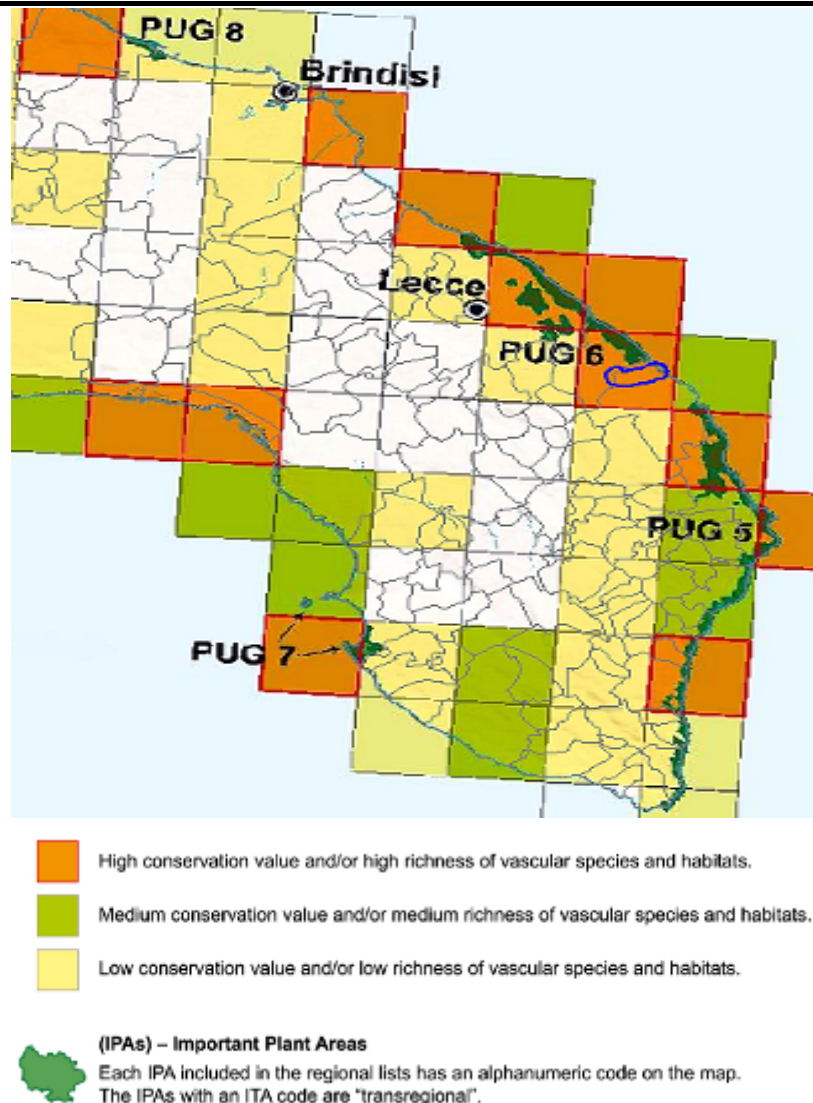 PUG 8
Brindisi
Lecce
PUG 6
PUG 5
PUG 7
High conservation value and/or high richness of vascular species and habitats.
Medium conservation value and/or medium richness of vascular species and habitats.
Low conservation value and/or low richness of vascular species and habitats.
(IPAs) – Important Plant Areas
Each IPA included in the regional lists has an alphanumeric code on the map.
The IPAs with an ITA code are “transregional”.